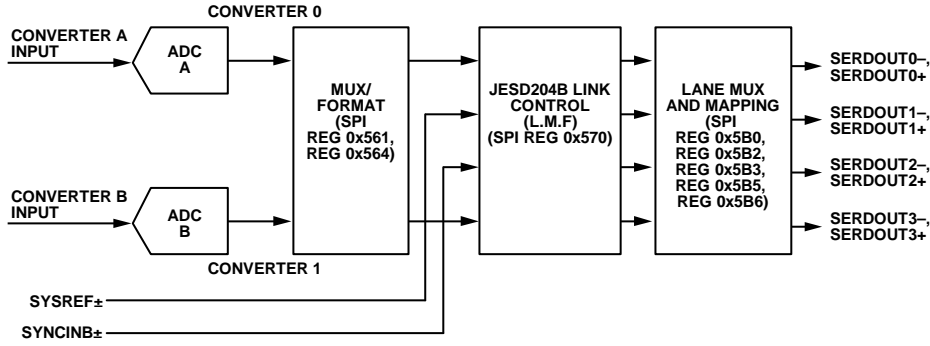 CONVERTER 0
CONVERTER A
INPUT
ADC
A
MUX/
FORMAT
(SPI
REG 0x561,
REG 0x564)
JESD204B LINK
CONTROL
(L.M.F)
(SPI REG 0x570)
LANE MUX
AND MAPPING
(SPI
REG 0x5B0,
REG 0x5B2,
REG 0x5B3,
REG 0x5B5,
REG 0x5B6)
SERDOUT0–,
SERDOUT0+
SERDOUT1–,
SERDOUT1+
SERDOUT2–,
SERDOUT2+
SERDOUT3–,
SERDOUT3+
CONVERTER B
INPUT
ADC
B
CONVERTER 1
SYSREF±
SYNCINB±